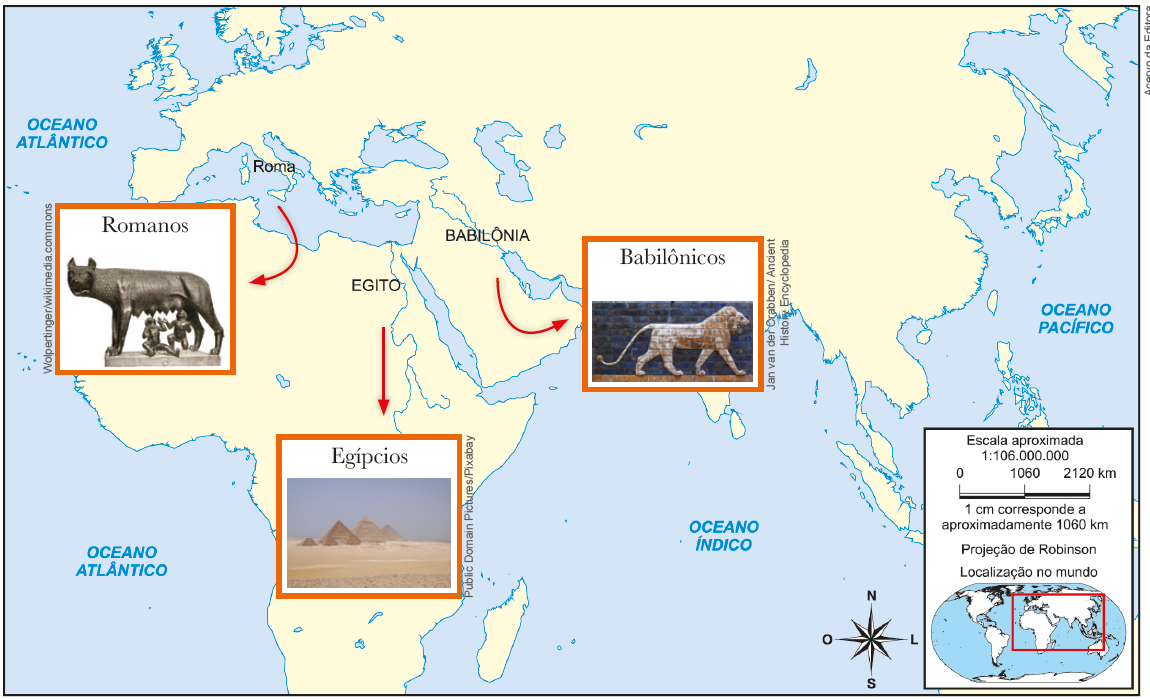 Acervo da Editora
OCEANO
ATLÂNTICO
Roma
Romanos
Wolpertinger/wikimedia.commons
BABILÔNIA
Babilônicos
Jan van der Crabben/ Ancient
History Encyclopedia
EGITO
OCEANO
PACÍFICO
Egípcios
Public Domain Pictures/Pixabay
OCEANO
ATLÂNTICO
OCEANO
ÍNDICO
Escala aproximada
1:106.000.000
0 1060 2120 km
1 cm corresponde a
aproximadamente 1060 km
Projeção de Robinson
Localização no mundo
N
O L
S